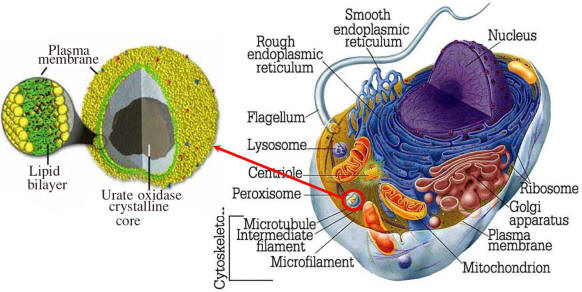 Plasma
membrane
Lipid
bilayer
Urate oxidase
crystalline
core
Smooth
endoplasmic
reticulum
Rough
endoplasmic
reticulum
Nucleus
Flagellum
Lysosome
Centriole
Peroxisome
Microtubule
Intermediate
filament
Microfilament
Cytoskeleto..
Ribosome
Golgi
apparatus
Plasma
membrane
Mitochondrion